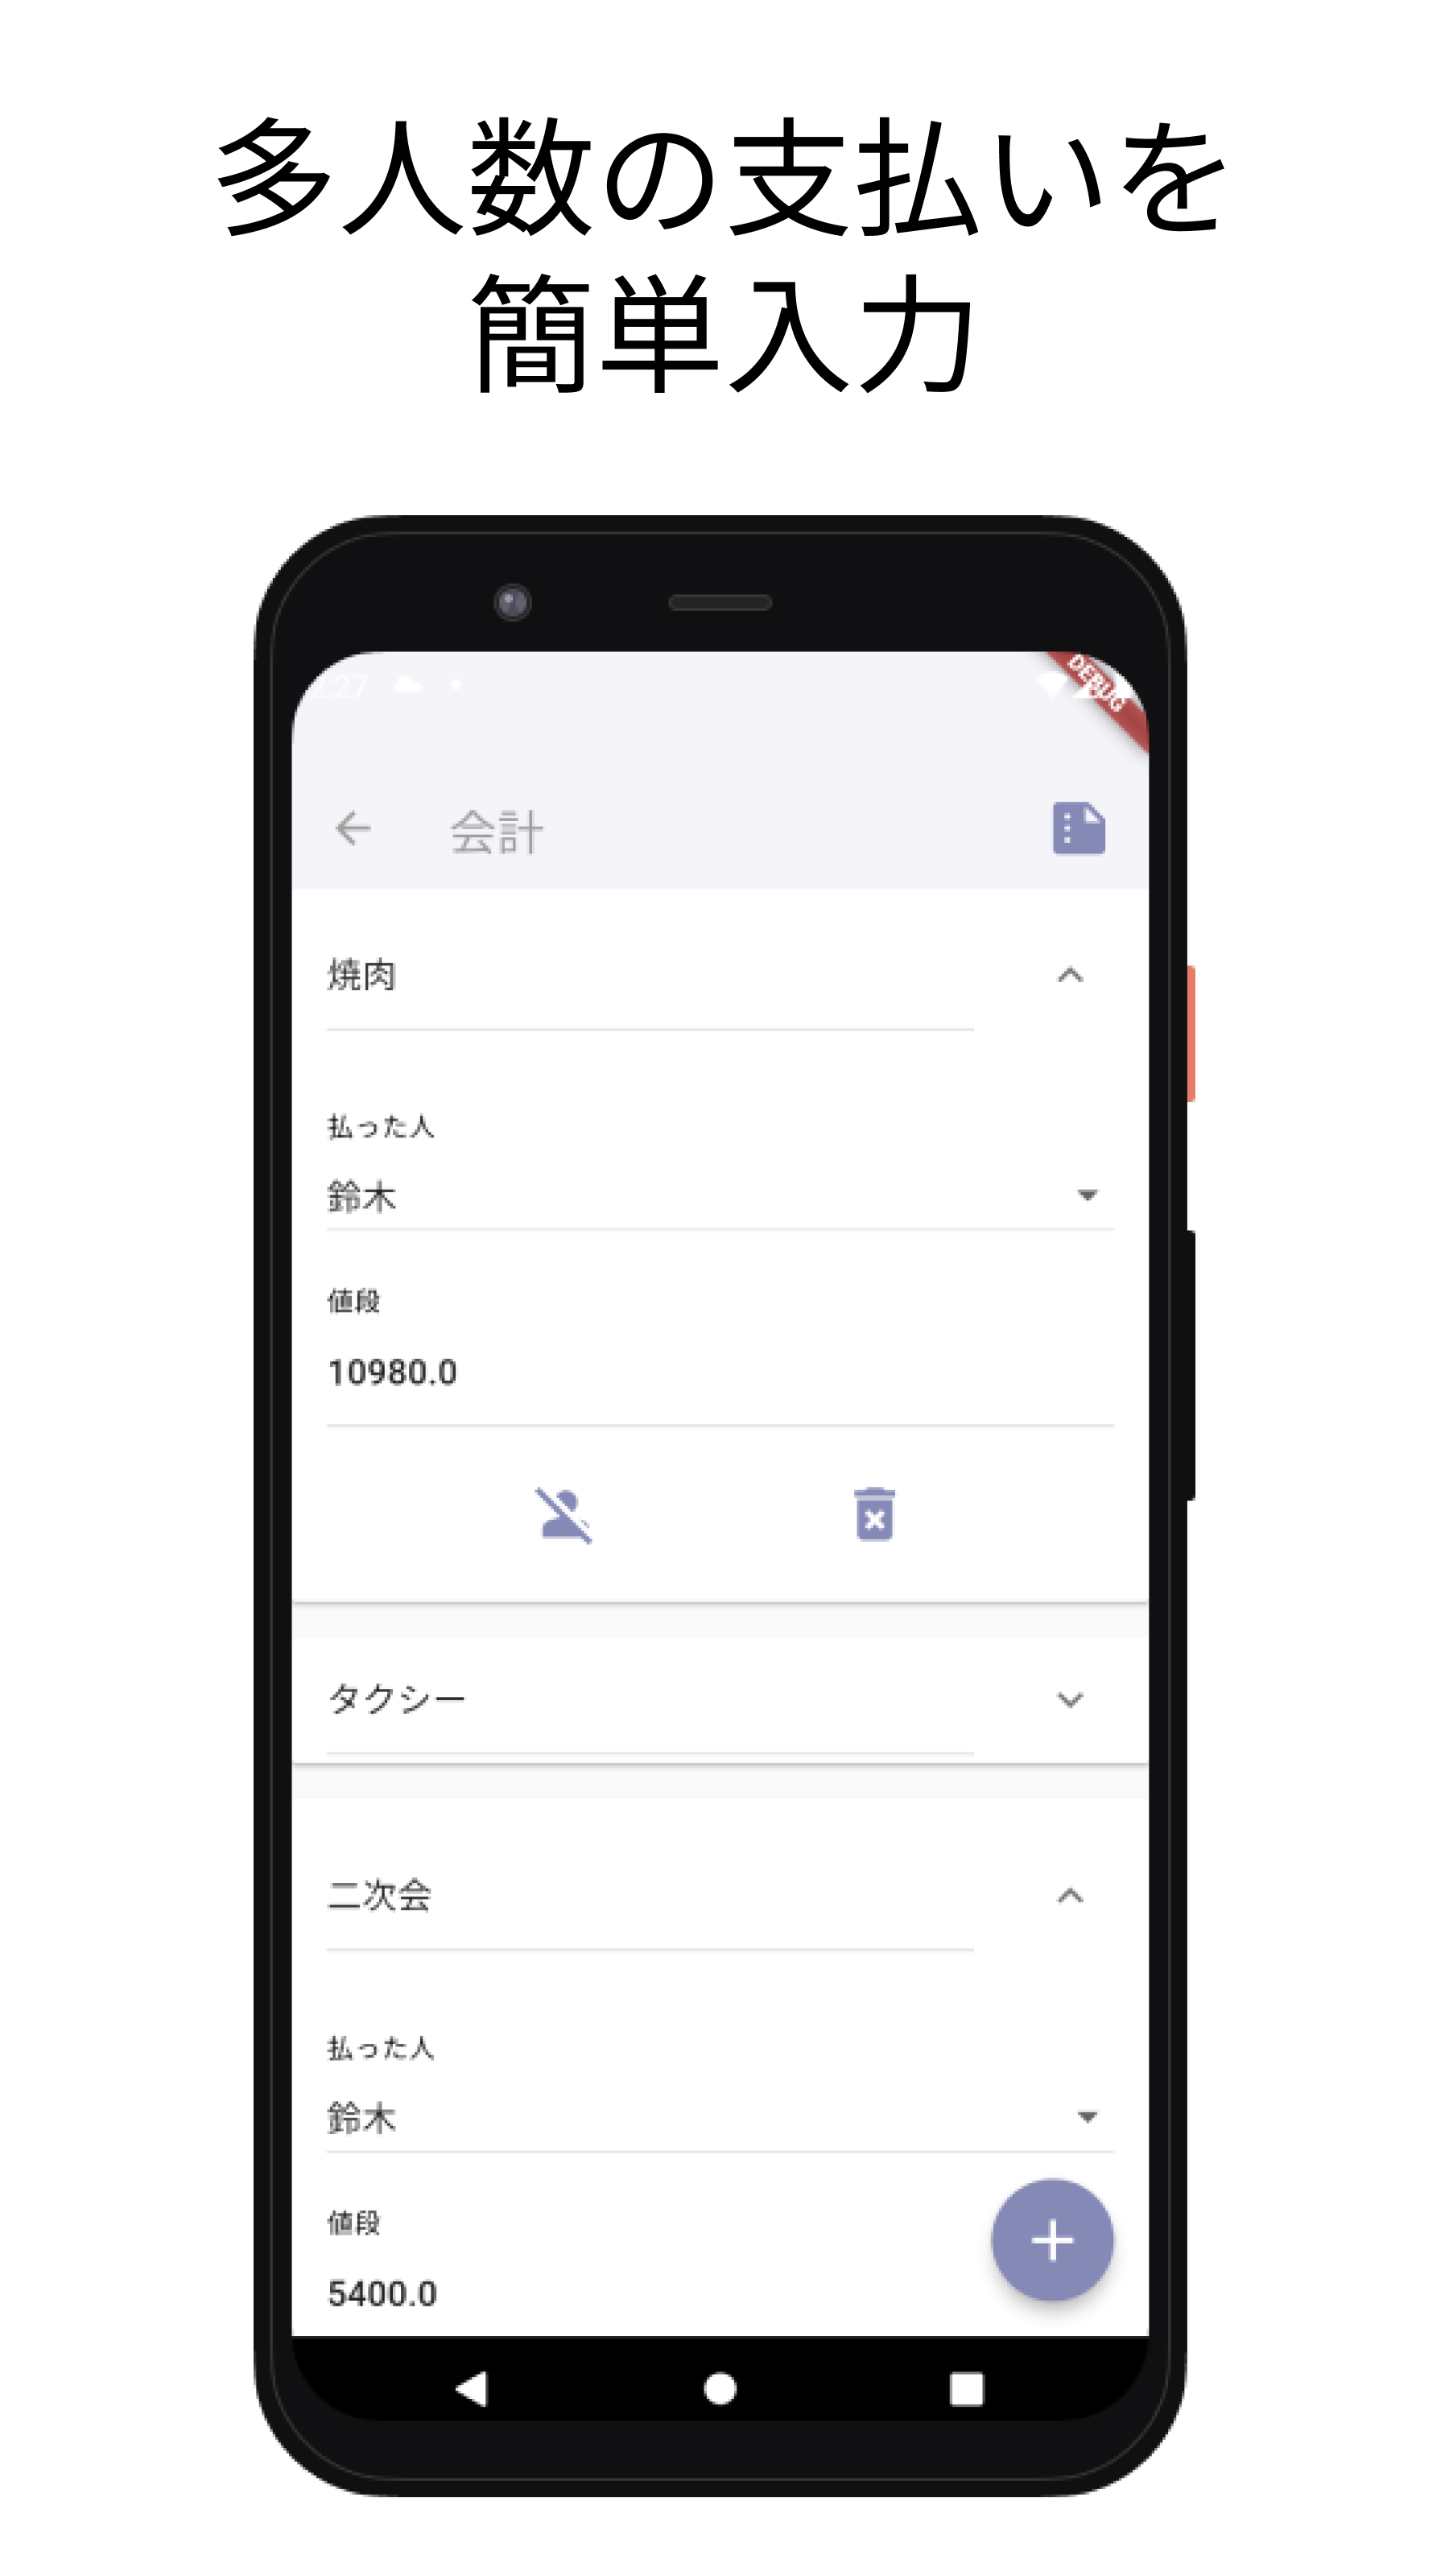 多人数の支払いを
簡単入力
2:27
DEBUG
会計
焼肉
払った人
鈴木
値段
10980.0
タクシー
二次会
払った人
鈴木
値段
5400.0